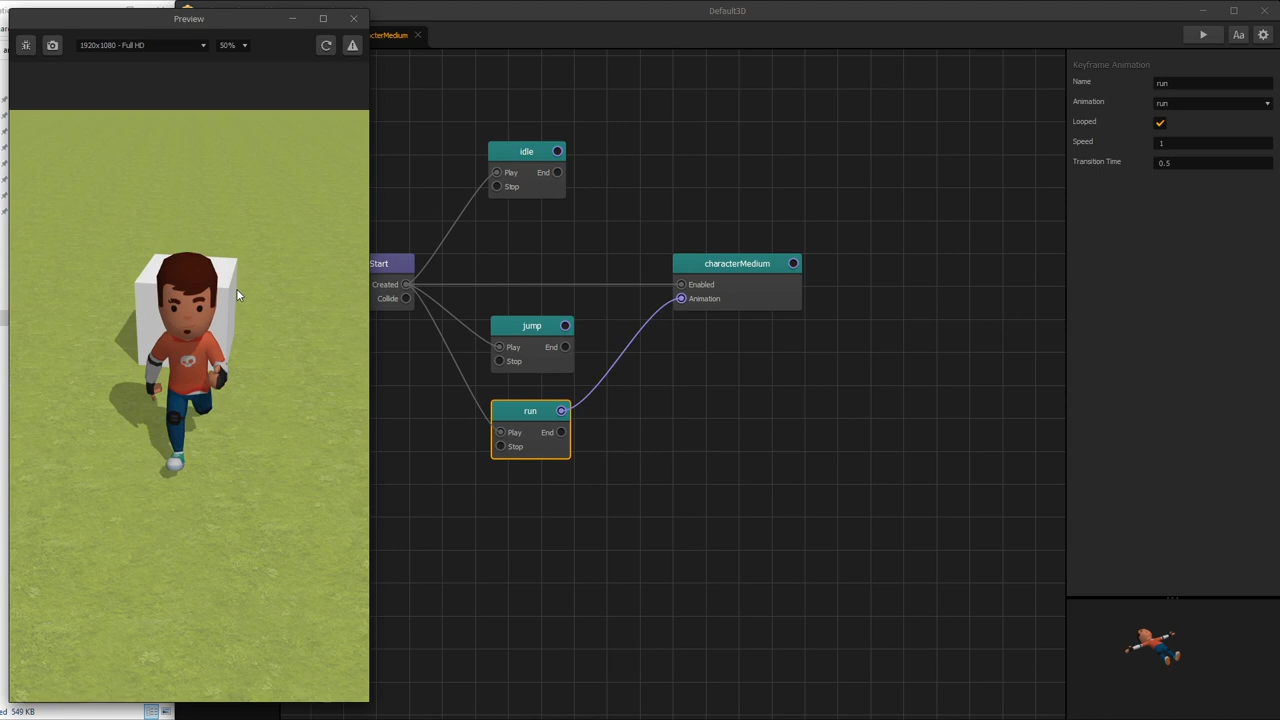 Preview
Default3D
1920x1080 - Full HD
50%
cterMedium
Aa
Keyframe Animation
Name
run
Animation
run
Looped
Speed
1
Transition Time
0.5
idle
Play
End
Stop
Start
Created
Collide
characterMedium
Enabled
Animation
jump
Play
End
Stop
run
Play
End
Stop
ed 549 KB